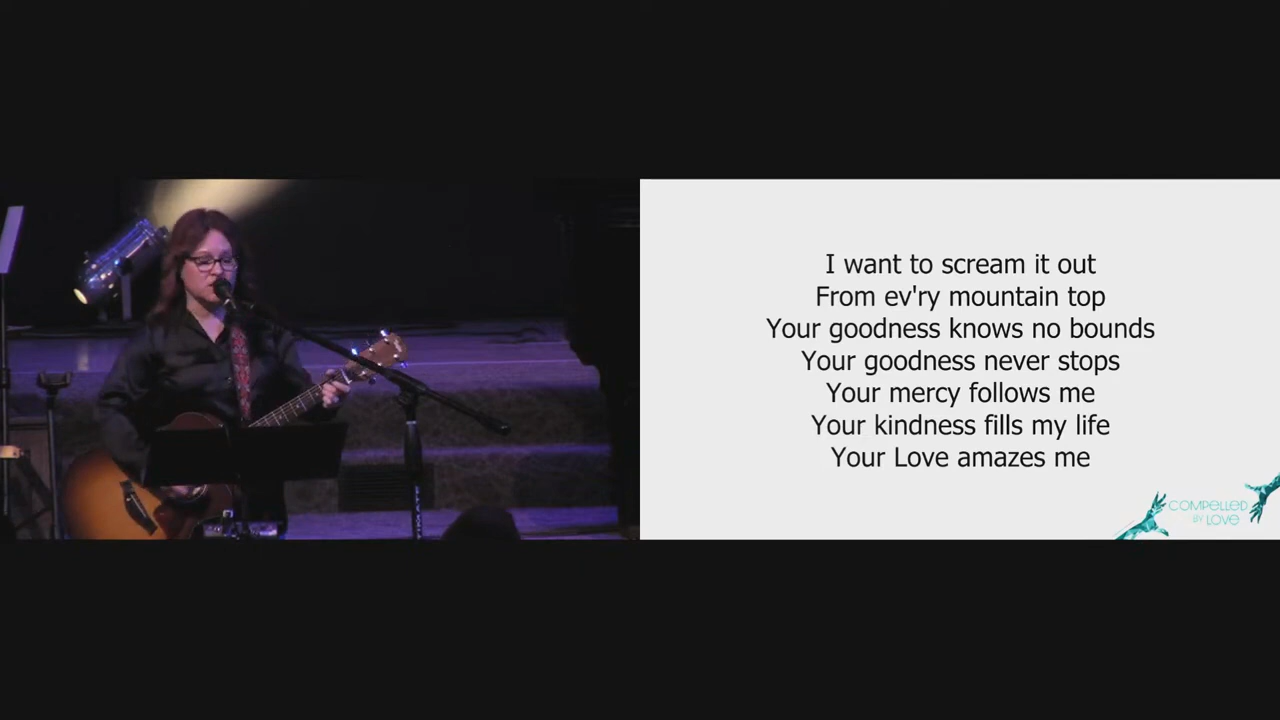 I want to scream it out
From ev'ry mountain top
Your goodness knows no bounds
Your goodness never stops
Your mercy follows me
Your kindness fills my life
Your Love amazes me
COMPELLED
BY LOVE